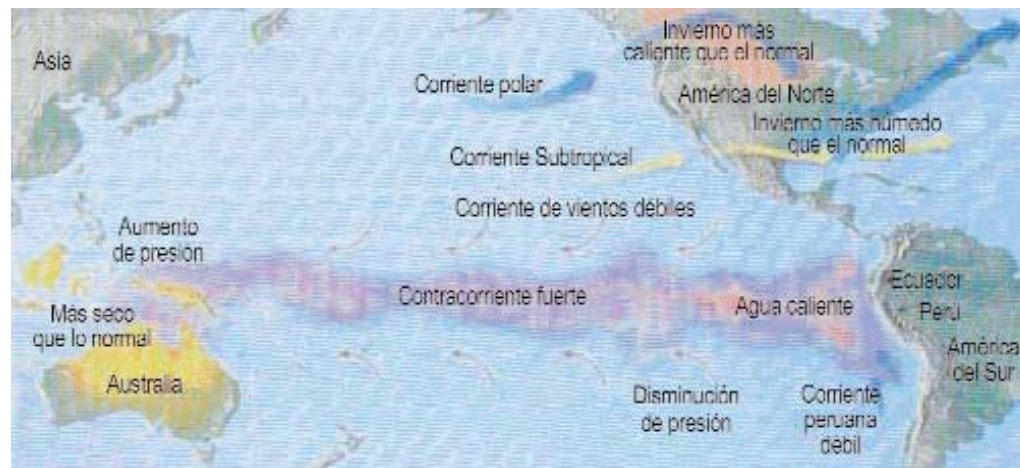 Asia
Invierno más
caliente que el normal
Corriente polar
América del Norte
Invierno más húmedo
que el normal
Corriente Subtropical
Corriente de vientos débiles
Aumento
de presión
Contracorriente fuerte
Agua caliente
Ecuador
Perú
Más seco
que lo normal
América
del Sur
Australia
Disminución
de presión
Corriente
peruana
débil